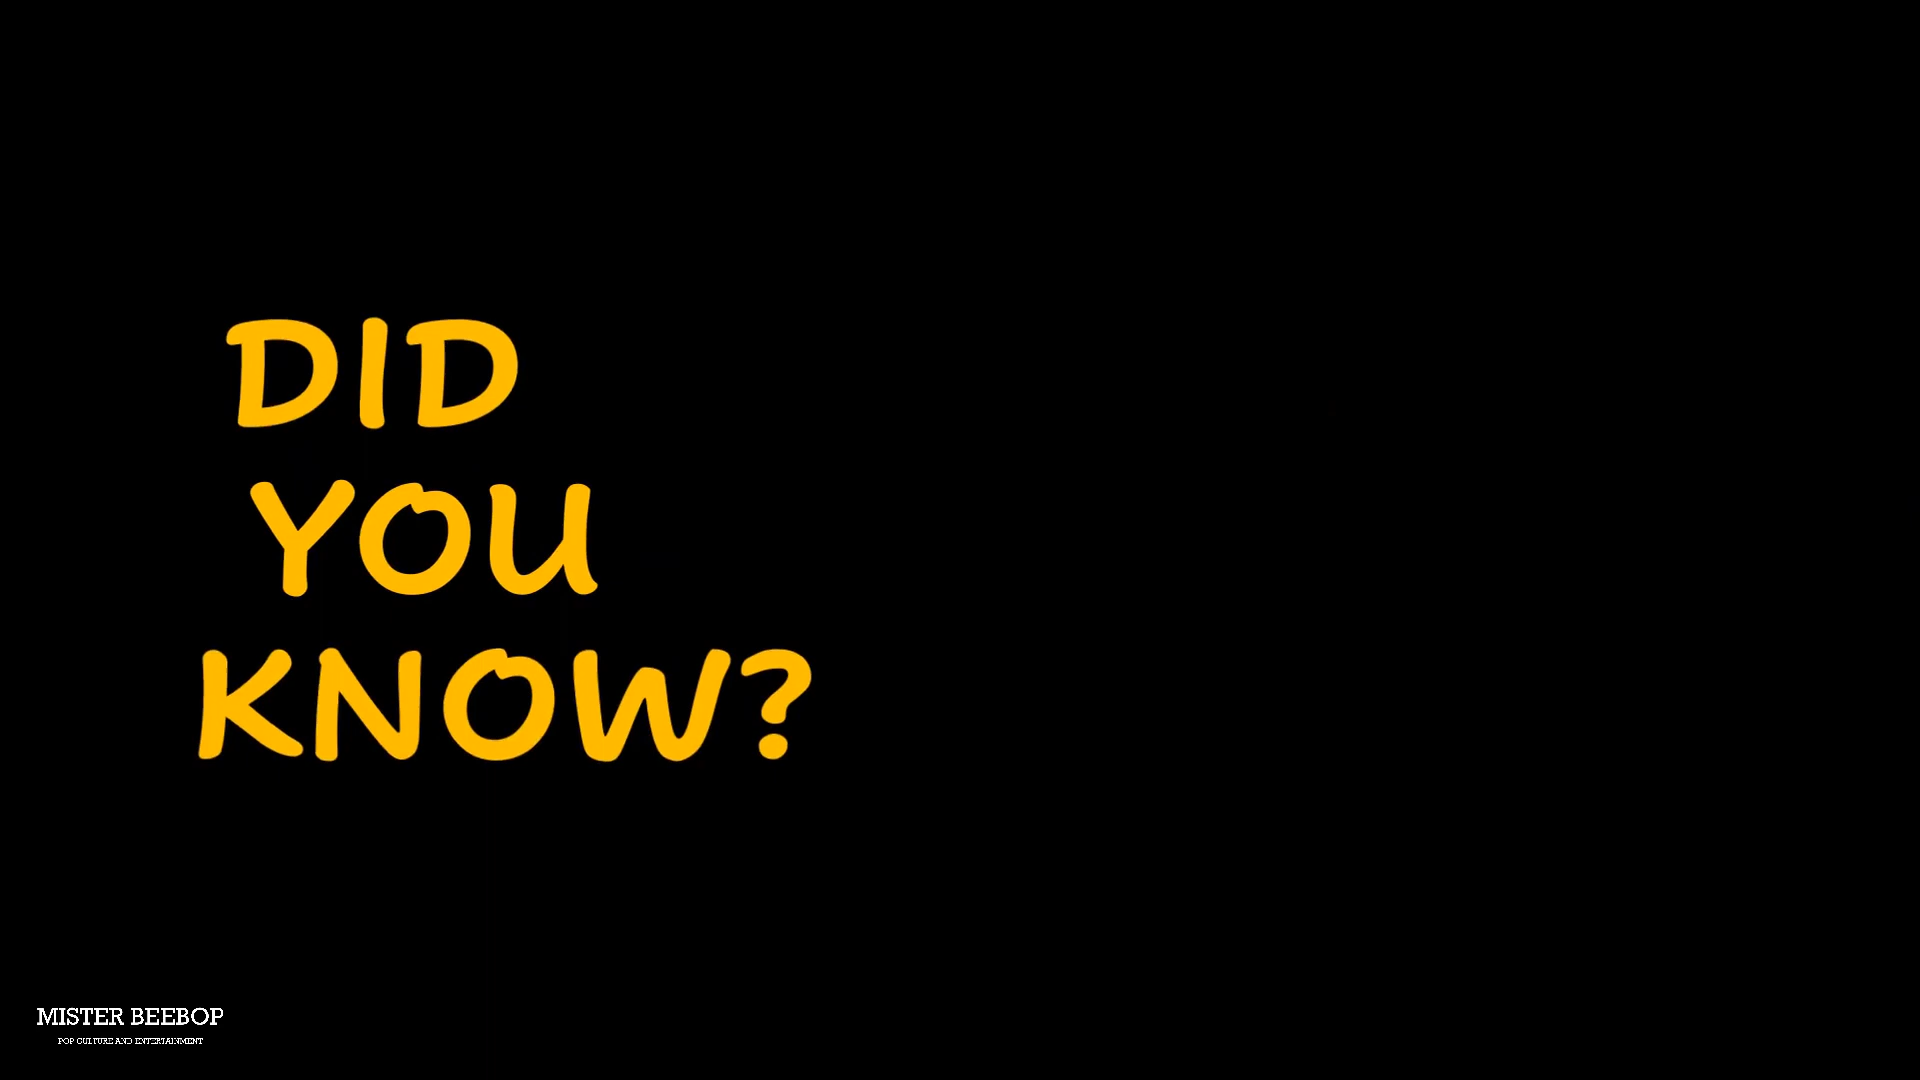 DID
YOU
KNOW?
MISTER BEEBOP
POP CULTURE AND ENTERTAINMENT